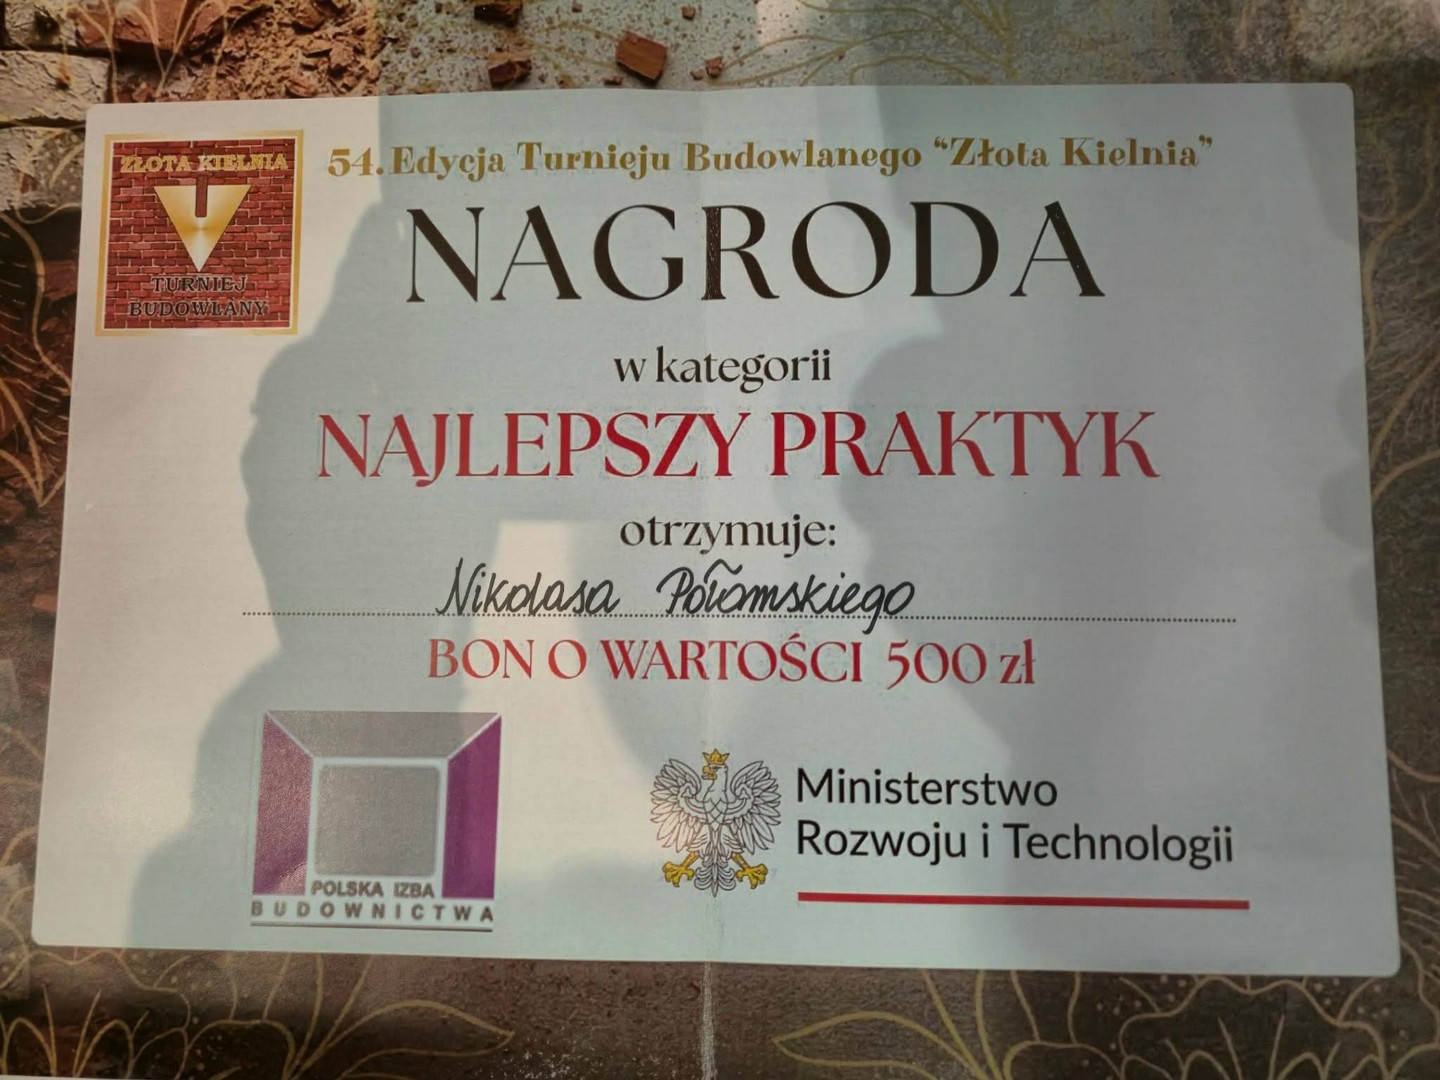 ZŁOTA KIELNIA
TURNIEJ
BUDOWLANY
54. Edycja Turnieju Budowlanego “Złota Kielnia”
NAGRODA
w kategorii
NAJLEPSZY PRAKTYK
otrzymuje:
Nikolasa Połomskiego
BON O WARTOŚCI 500 zł
POLSKA IZBA
BUDOWNICTWA
Ministerstwo
Rozwoju i Technologii